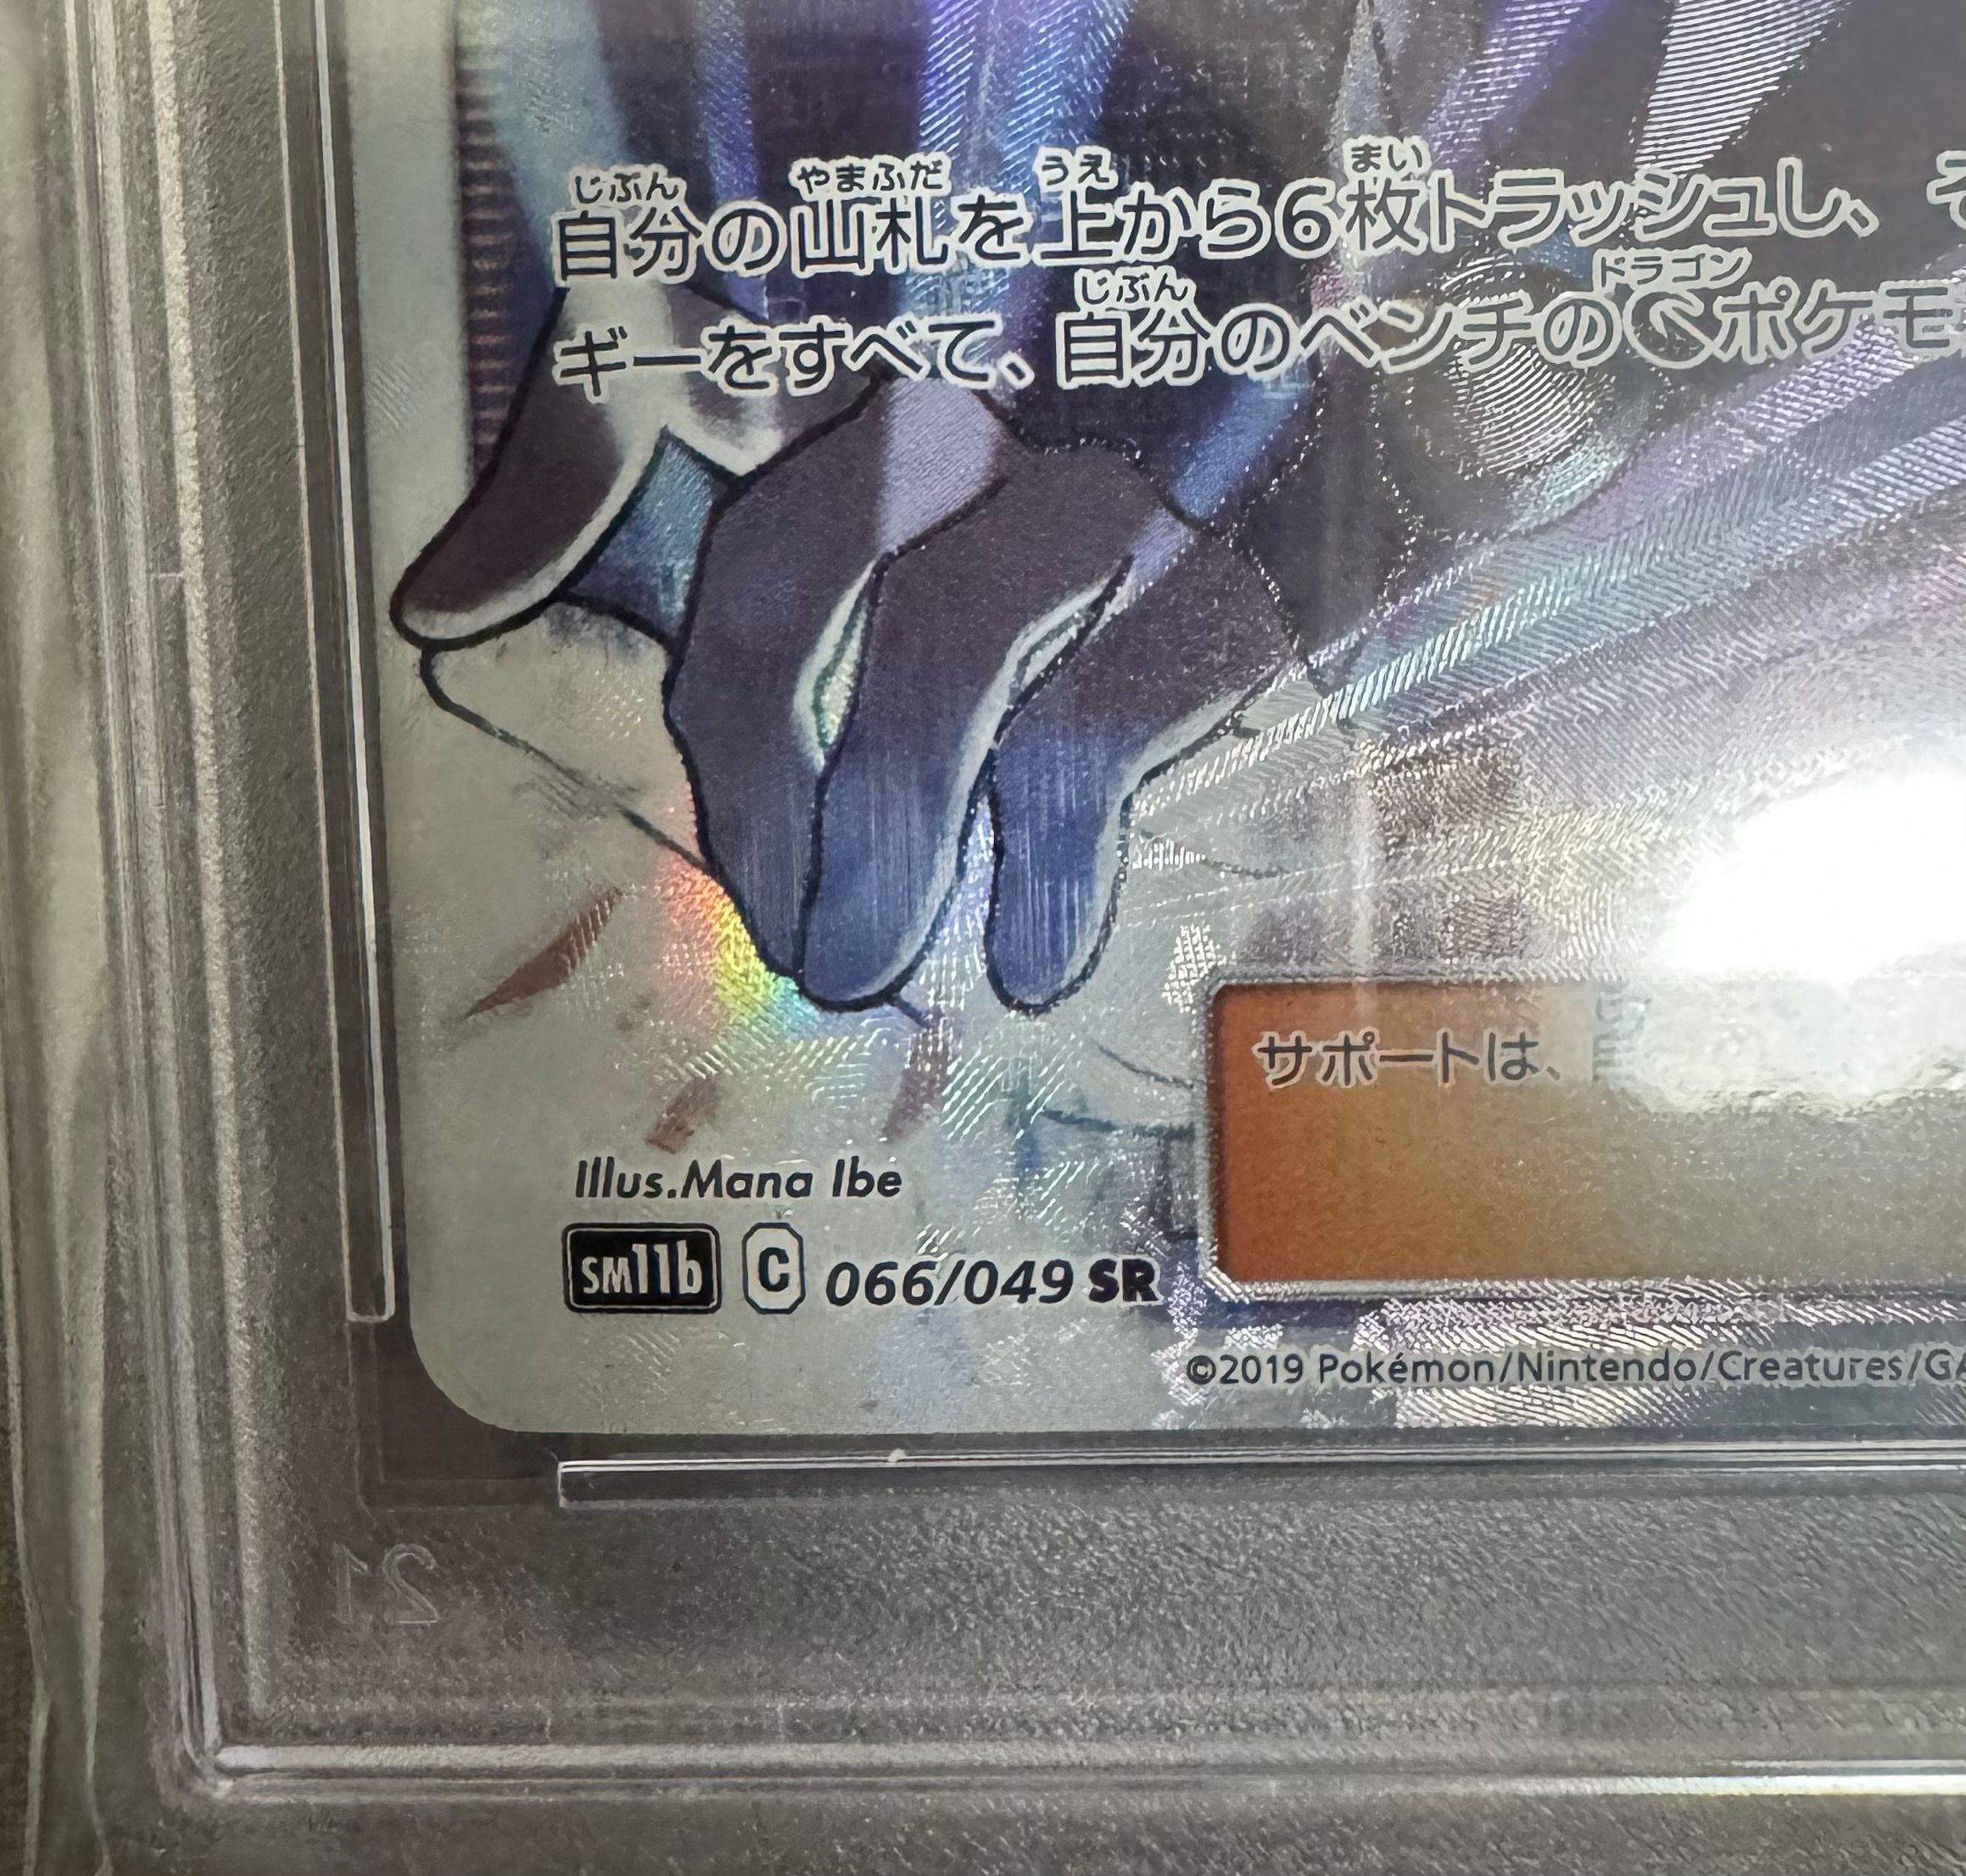 自分の山札を上から6枚トラッシュし、そ
ギーをすべて、自分のベンチのポケモ
サポートは、
Illus.Mana Ibe
SM11b C 066/049 SR
©2019 Pokémon/Nintendo/Creatures/GA
21